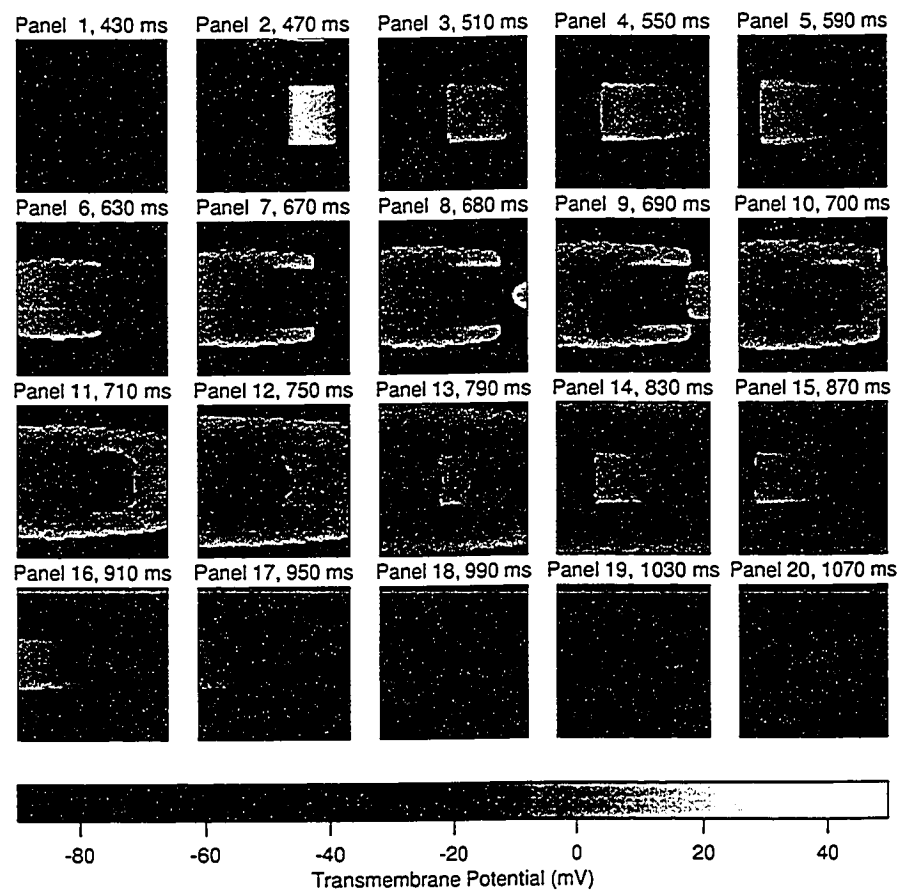 Panel 1, 430 ms Panel 2, 470 ms Panel 3, 510 ms Panel 4, 550 ms Panel 5, 590 ms
Panel 6, 630 ms Panel 7, 670 ms Panel 8, 680 ms Panel 9, 690 ms Panel 10, 700 ms
Panel 11, 710 ms Panel 12, 750 ms Panel 13, 790 ms Panel 14, 830 ms Panel 15, 870 ms
Panel 16, 910 ms Panel 17, 950 ms Panel 18, 990 ms Panel 19, 1030 ms Panel 20, 1070 ms
-80 -60 -40 -20 0 20 40
Transmembrane Potential (mV)